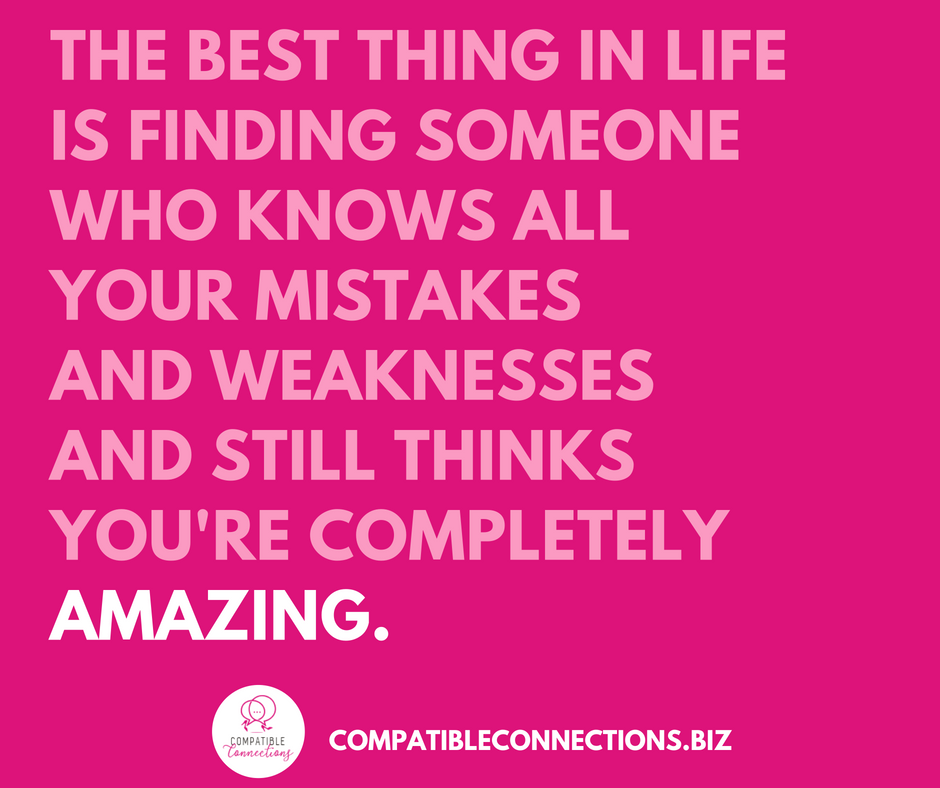 THE BEST THING IN LIFE
IS FINDING SOMEONE
WHO KNOWS ALL
YOUR MISTAKES
AND WEAKNESSES
AND STILL THINKS
YOU'RE COMPLETELY
AMAZING.
COMPATIBLE
Connections
COMPATIBLECONNECTIONS.BIZ